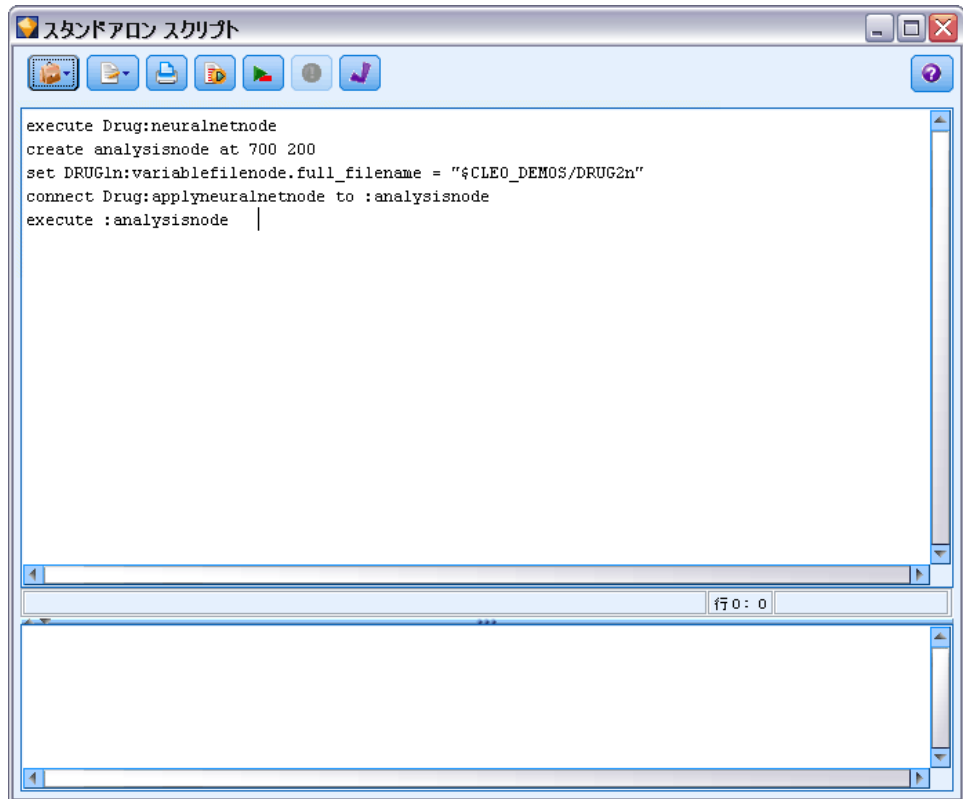 スタンドアロン スクリプト
execute Drug:neuralnetnode
create analysisnode at 700 200
set DRUG1n:variablefilenode.full_filename = "$CLEO_DEMOS/DRUG2n"
connect Drug:applyneuralnetnode to :analysisnode
execute :analysisnode
行0: 0